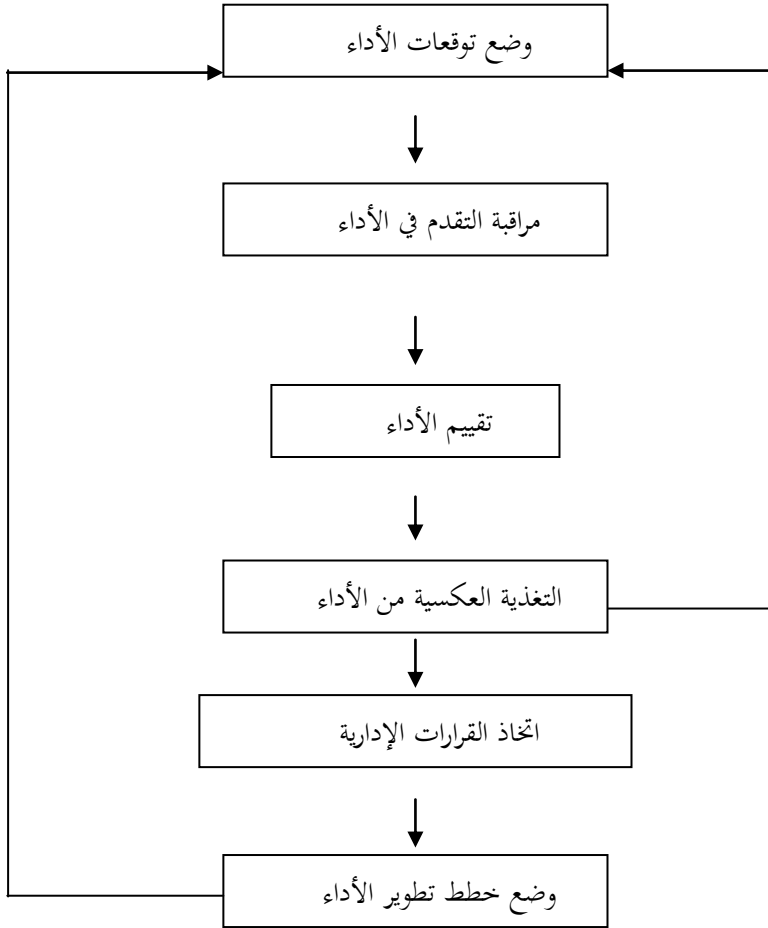 وضع توقعات الأداء
مراقبة التقدم في الأداء
تقييم الأداء
التغذية العكسية من الأداء
اتخاذ القرارات الإدارية
وضع خطط تطوير الأداء